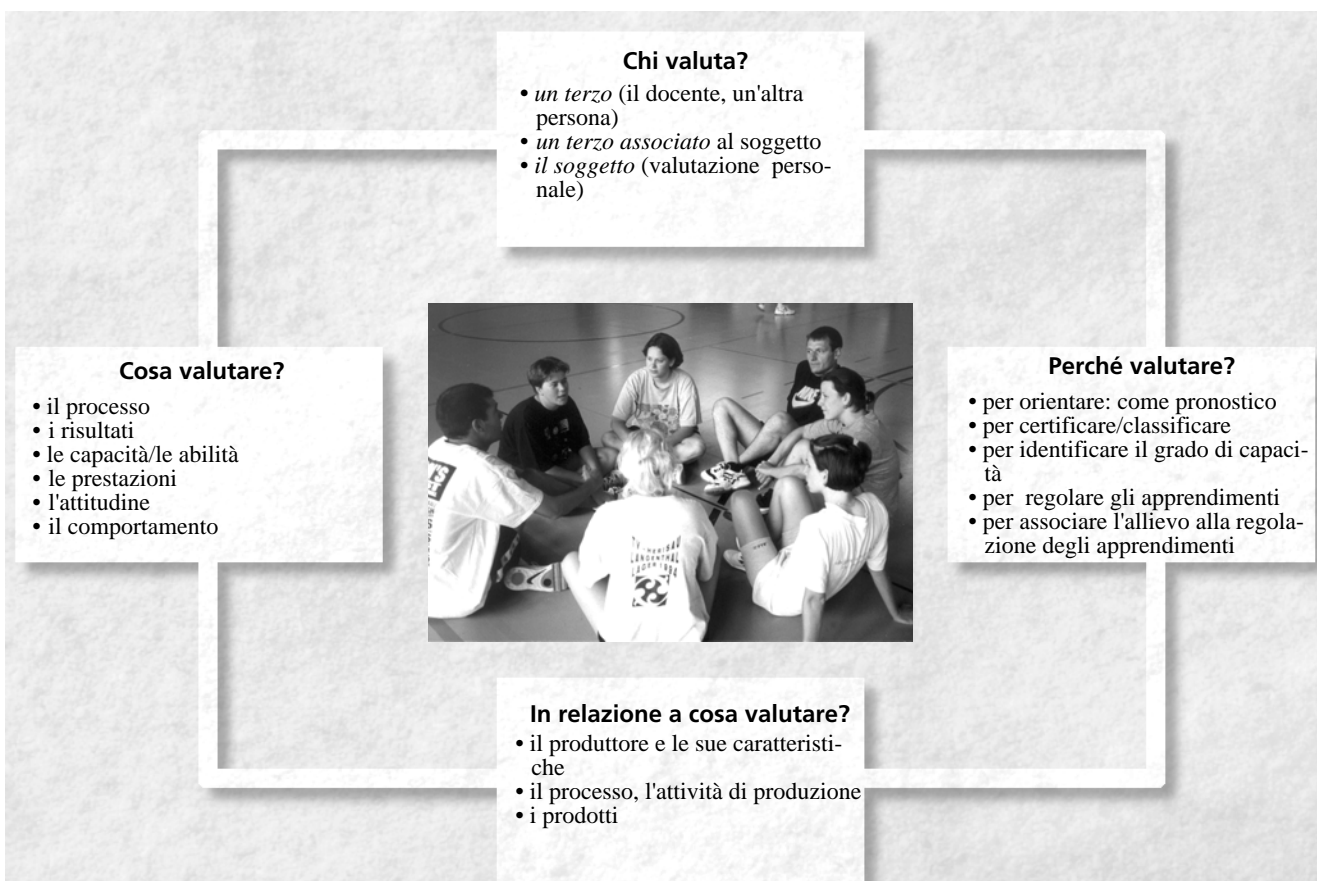 Chi valuta?
• un terzo (il docente, un'altra
persona)
• un terzo associato al soggetto
• il soggetto (valutazione perso-
nale)
Cosa valutare?
• il processo
• i risultati
• le capacità/le abilità
• le prestazioni
• l'attitudine
• il comportamento
Perché valutare?
• per orientare: come pronostico
• per certificare/classificare
• per identificare il grado di capaci-
tà
• per regolare gli apprendimenti
• per associare l'allievo alla regola-
zione degli apprendimenti
LANGENTHAL
LAGER 1994
In relazione a cosa valutare?
• il produttore e le sue caratteristi-
che
• il processo, l'attività di produzione
• i prodotti